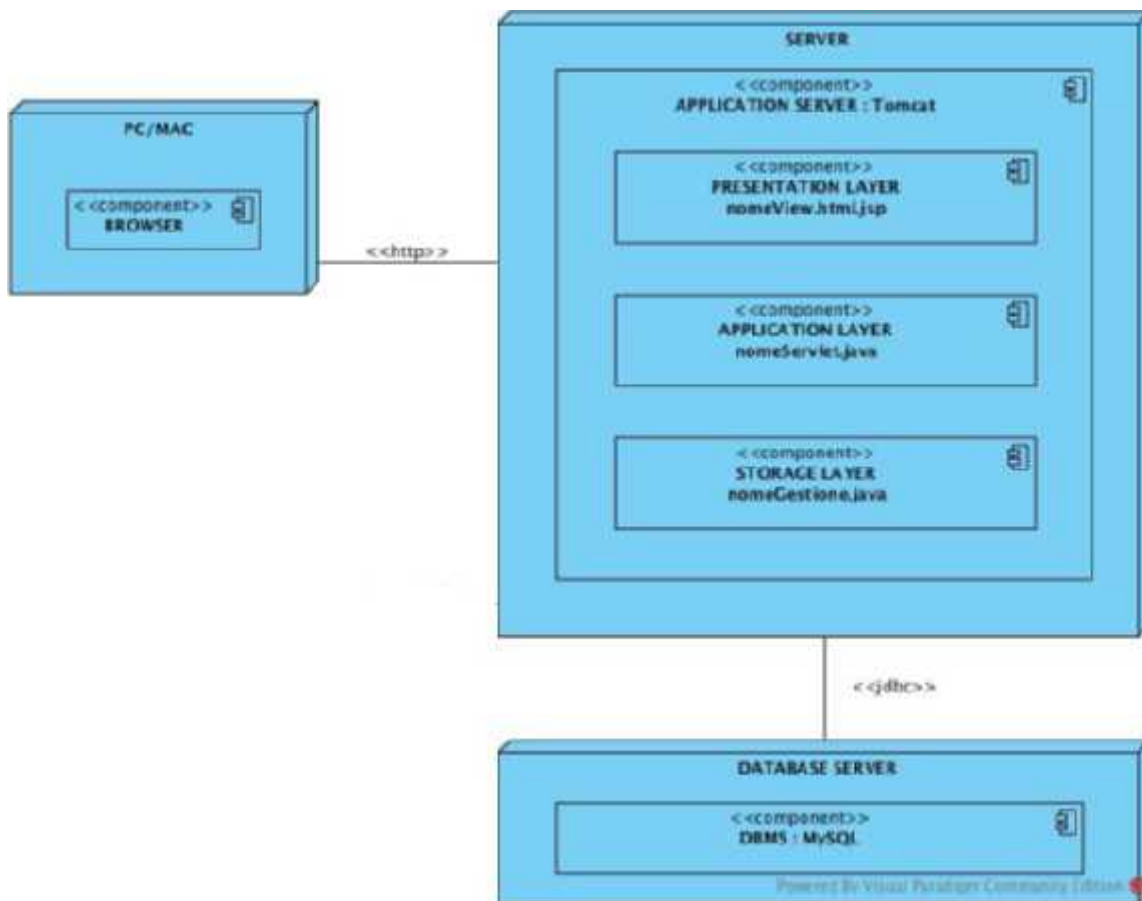 SERVER
<<component>>
APPLICATION SERVER : Tomcat
PC/MAC
<<component>>
PRESENTATION LAYER
nomeView.html.jsp
<<component>>
BROWSER
<<http>>
<<component>>
APPLICATION LAYER
nomeServlet.java
<<component>>
STORAGE LAYER
nomeGestione.java
<<jdbc>>
DATABASE SERVER
<<component>>
DBMS : MySQL
Powered By Visual Paradigm Community Edition